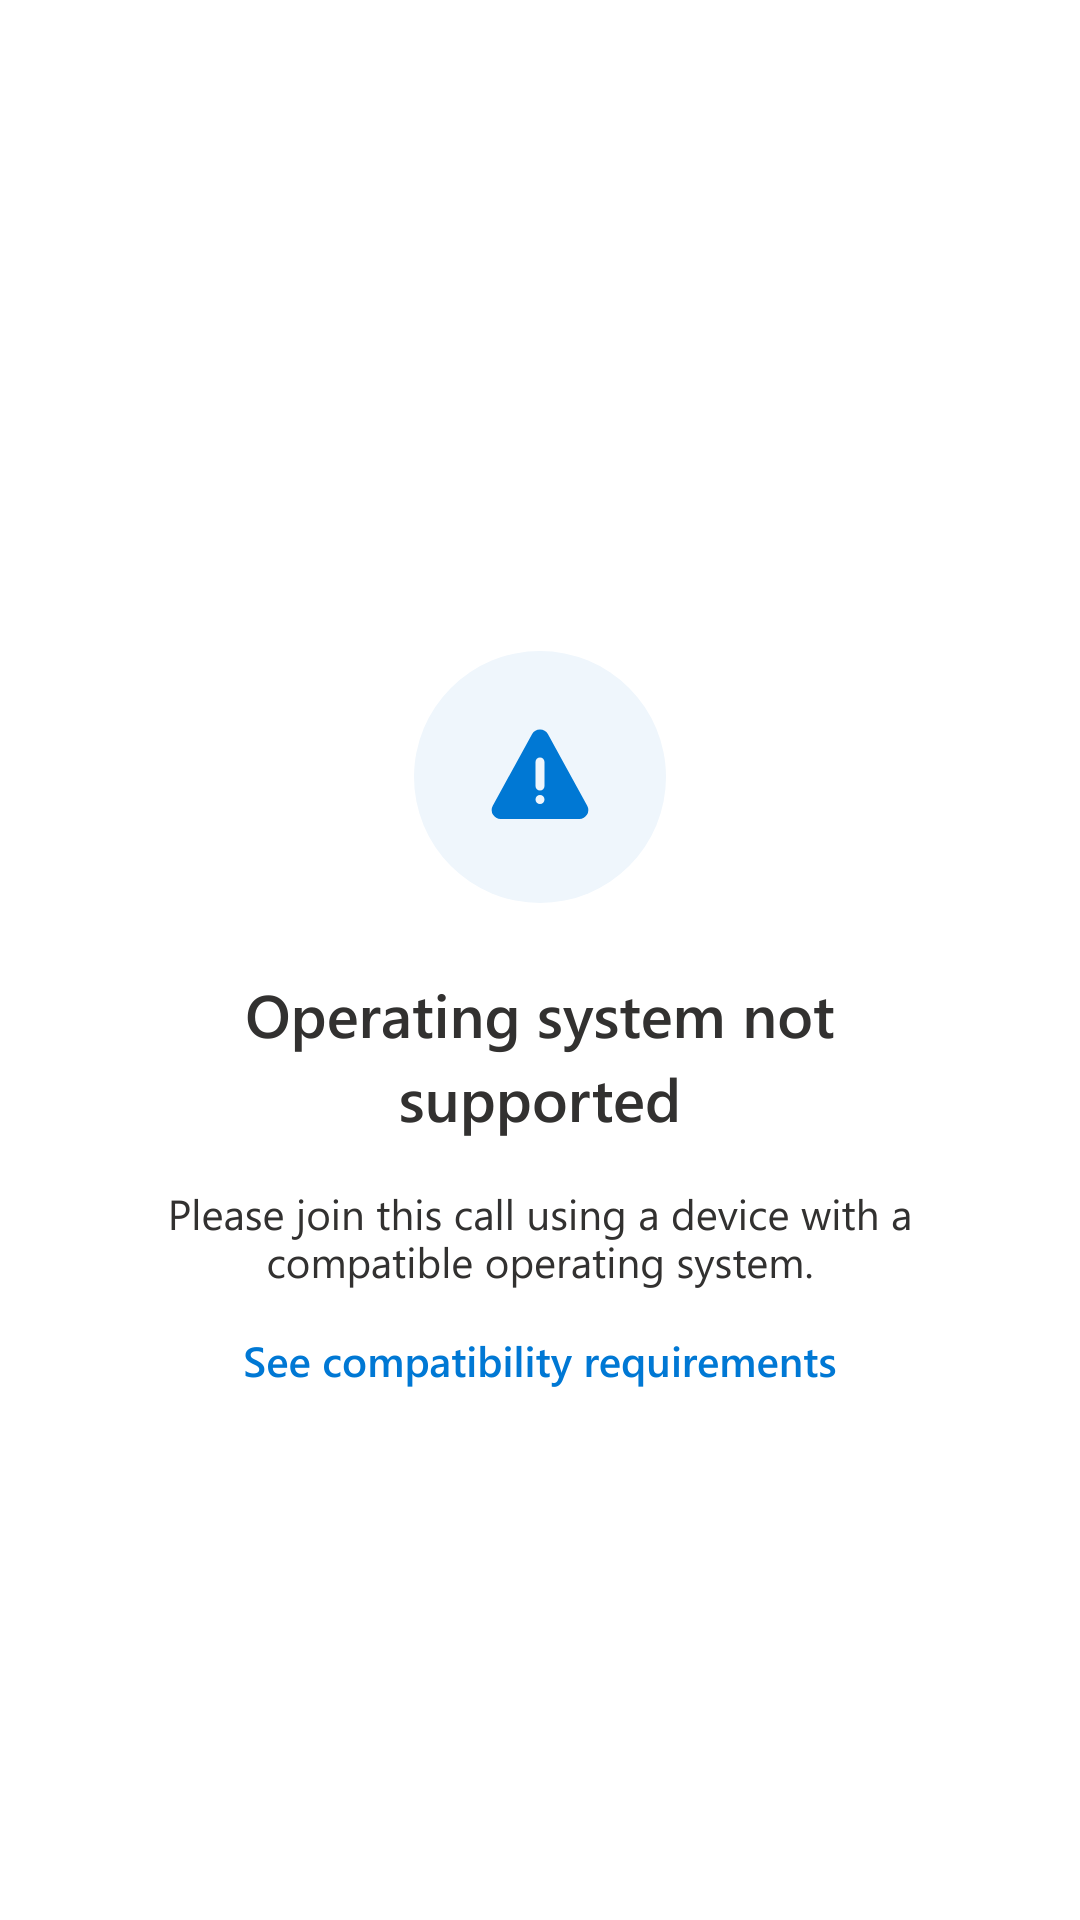 Operating system not
supported
Please join this call using a device with a
compatible operating system.
See compatibility requirements